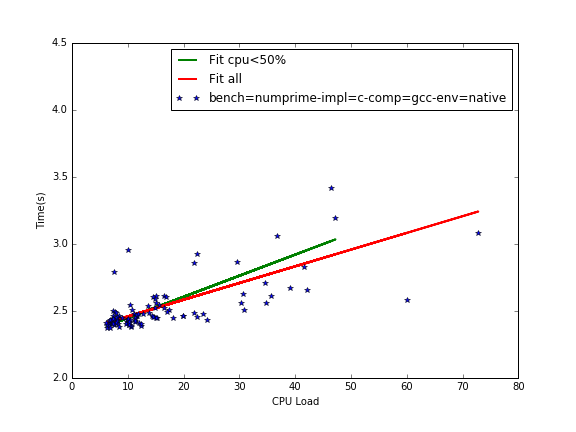 4.5
4.0
3.5
3.0
2.5
2.0
Time(s)
Fit cpu<50%
Fit all
bench=numprime-impl=c-comp=gcc-env=native
0 10 20 30 40 50 60 70 80
CPU Load